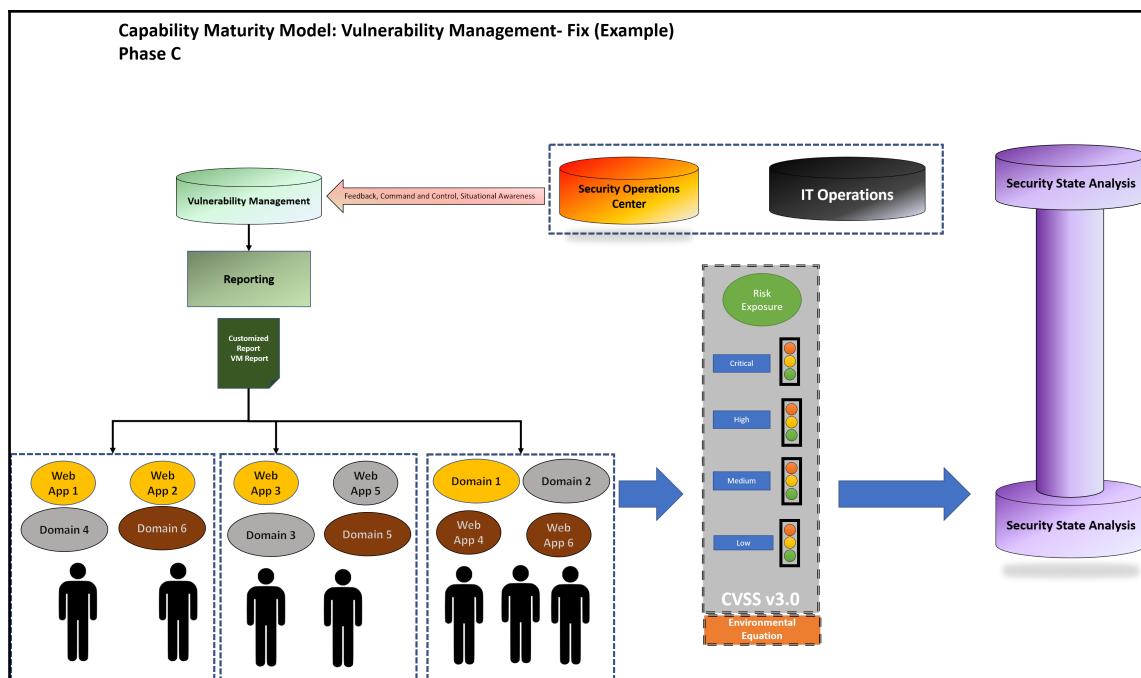 Capability Maturity Model: Vulnerability Management- Fix (Example)
Phase C
Vulnerability Management
Feedback, Command and Control, Situational Awareness
Security Operations
Center
IT Operations
Security State Analysis
Reporting
Customized
Report
VM Report
Risk
Exposure
Critical
High
Medium
Low
CVSS v3.0
Environmental
Equation
Web
App 1
Web
App 2
Domain 4
Domain 6
Web
App 3
Web
App 5
Domain 3
Domain 5
Domain 1
Domain 2
Web
App 4
Web
App 6
Security State Analysis